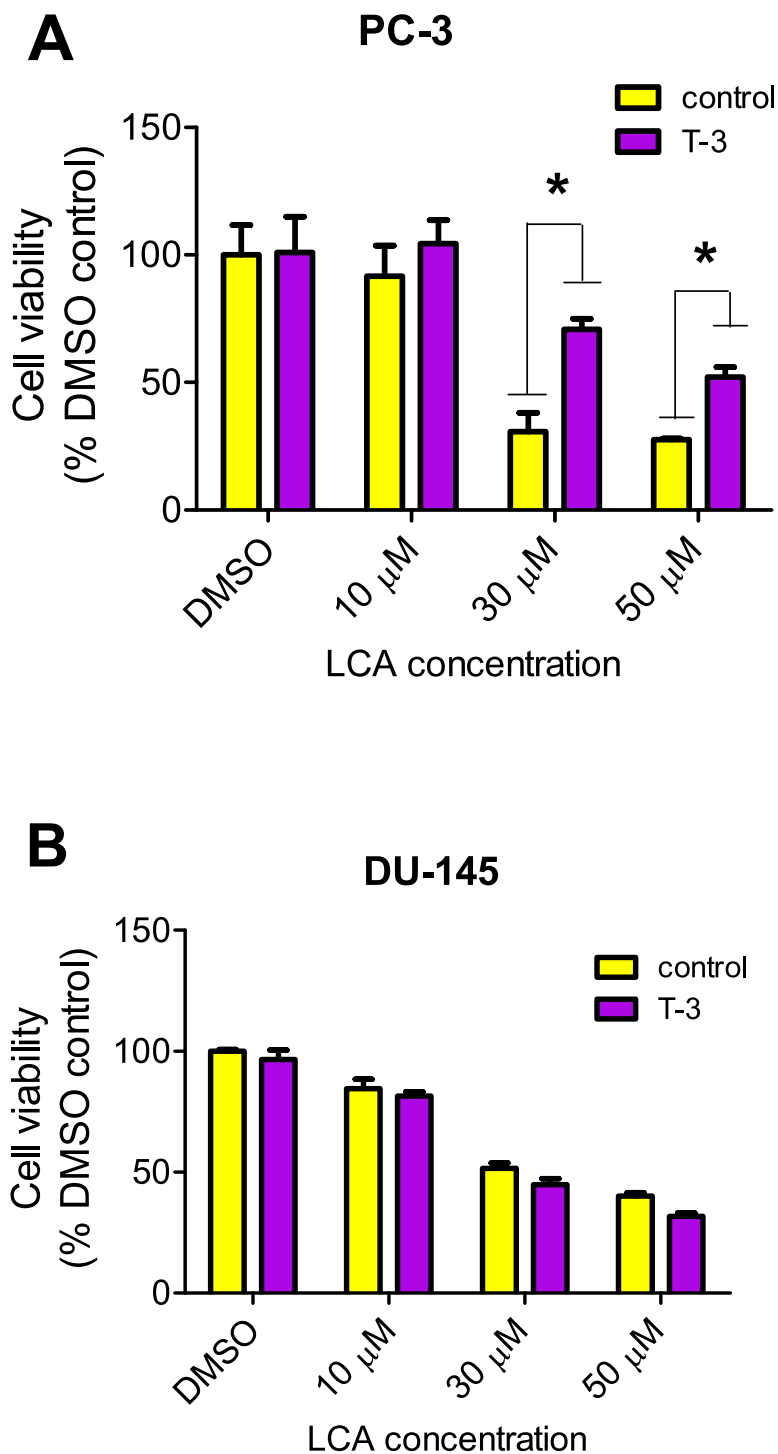 A
PC-3
control
T-3
Cell viability
(% DMSO control)
150
100
50
0
*
*
DMSO
10 μM
30 μM
50 μM
LCA concentration
B
DU-145
control
T-3
Cell viability
(% DMSO control)
150
100
50
0
DMSO
10 μM
30 μM
50 μM
LCA concentration